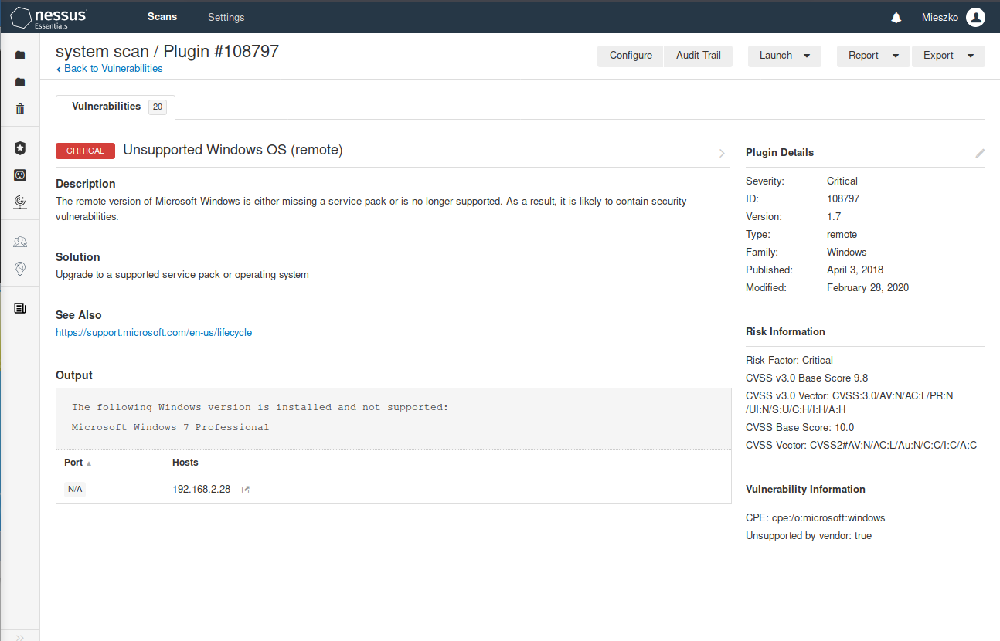 nessus
Essentials
Scans
Settings
Mieszko
system scan / Plugin #108797
Back to Vulnerabilities
Configure
Audit Trail
Launch
Report
Export
Vulnerabilities 20
CRITICAL Unsupported Windows OS (remote)
Description
The remote version of Microsoft Windows is either missing a service pack or is no longer supported. As a result, it is likely to contain security
vulnerabilities.
Solution
Upgrade to a supported service pack or operating system
See Also
https://support.microsoft.com/en-us/lifecycle
Output
The following Windows version is installed and not supported:
Microsoft Windows 7 Professional
Port Hosts
N/A 192.168.2.28
Plugin Details
Severity: Critical
ID: 108797
Version: 1.7
Type: remote
Family: Windows
Published: April 3, 2018
Modified: February 28, 2020
Risk Information
Risk Factor: Critical
CVSS v3.0 Base Score 9.8
CVSS v3.0 Vector: CVSS:3.0/AV:N/AC:L/PR:N
/UI:N/S:U/C:H/I:H/A:H
CVSS Base Score: 10.0
CVSS Vector: CVSS2#AV:N/AC:L/Au:N/C:C/I:C/A:C
Vulnerability Information
CPE: cpe:/o:microsoft:windows
Unsupported by vendor: true